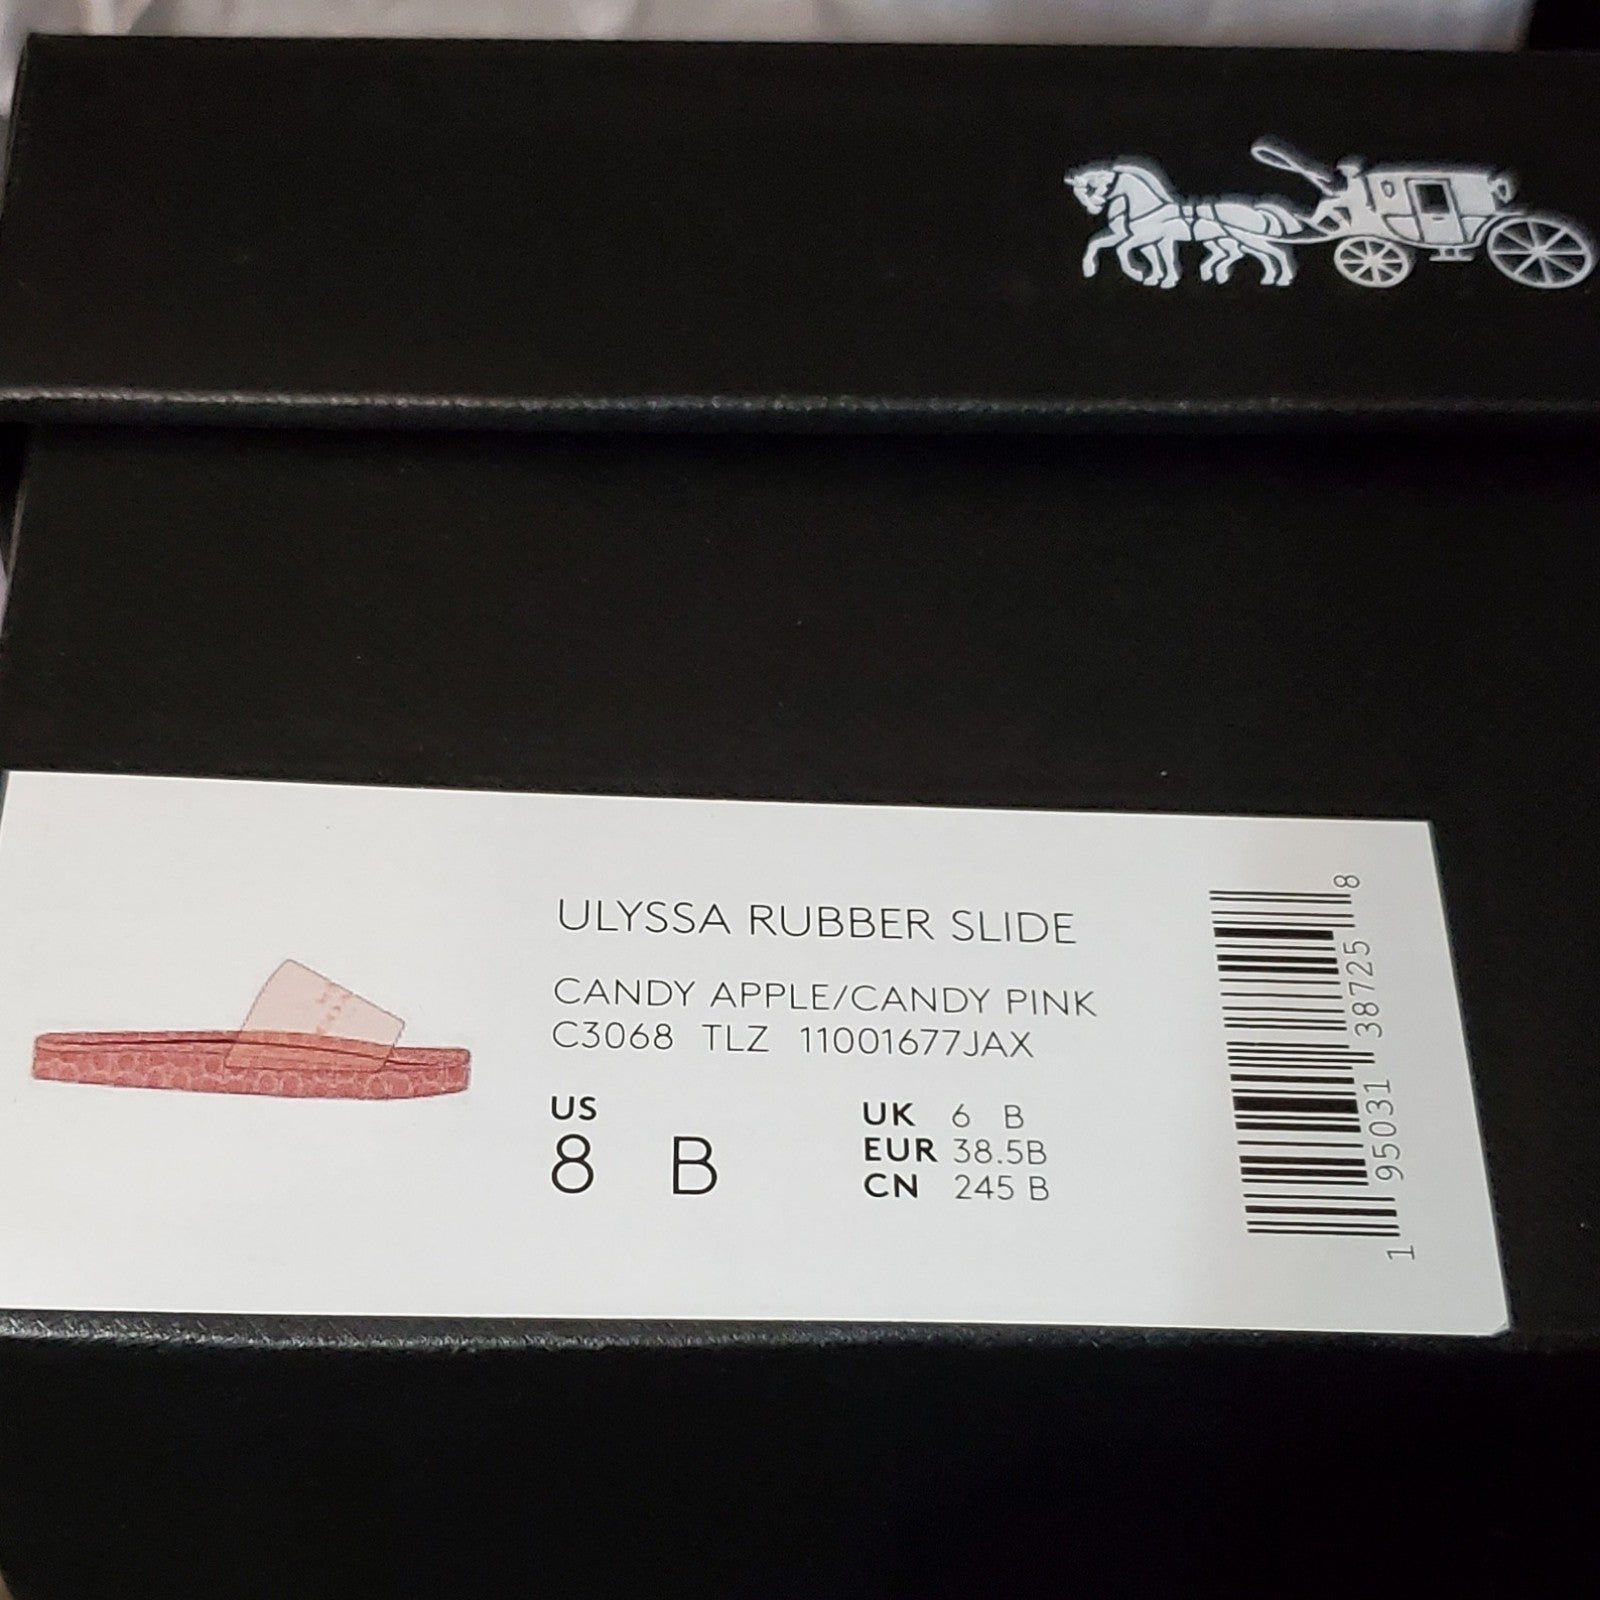 ULYSSA RUBBER SLIDE
CANDY APPLE/CANDY PINK
C3068 TLZ 11001677JAX
US
8 B
UK 6 B
EUR 38.5B
CN 245 B
1 95031 38725 8